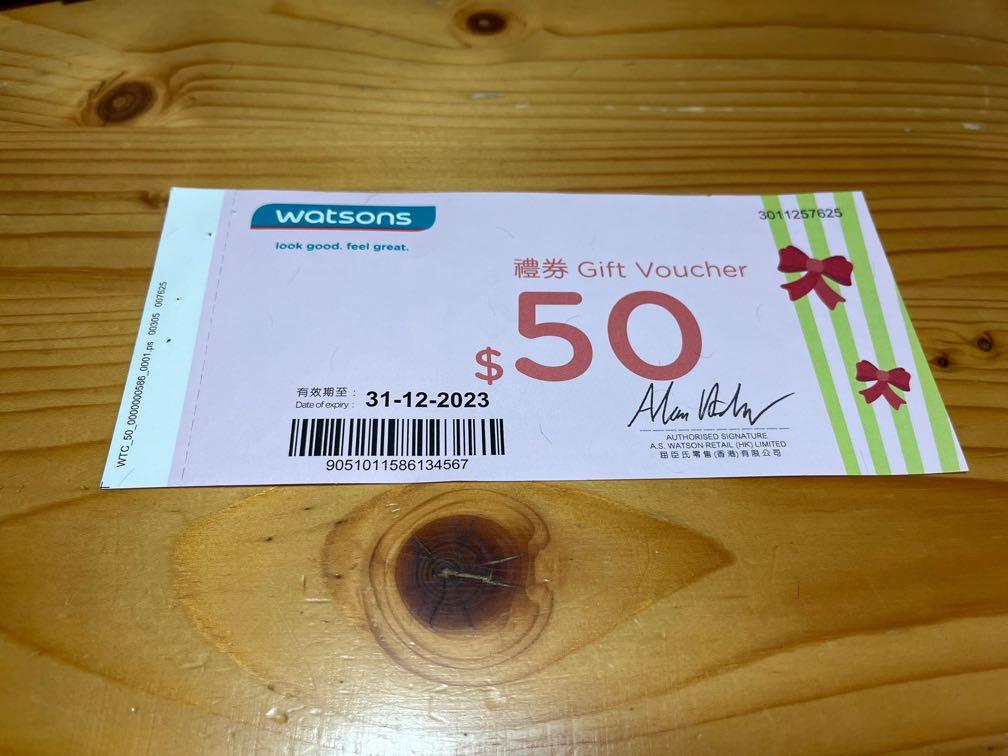 watsons
look good. feel great.
3011257625
禮券 Gift Voucher
$50
有效期至：
Date of expiry : 31-12-2023
9051011586134567
AUTHORISED SIGNATURE
A.S. WATSON RETAIL (HK) LIMITED
屈臣氏零售(香港)有限公司
WTC_50_0000000586_0001.ps 00305 007625